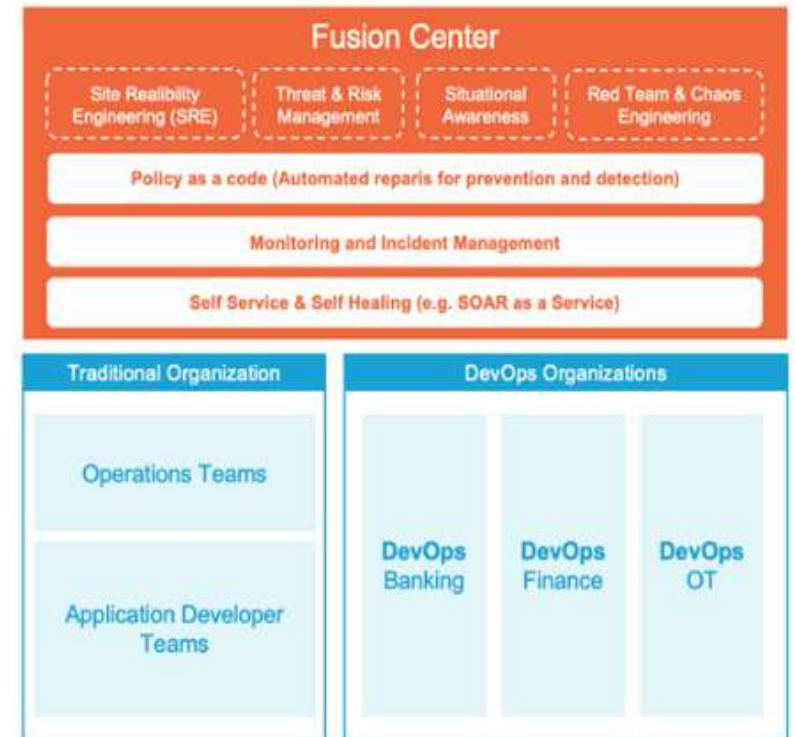 Fusion Center
Site Realibility
Engineering (SRE)
Threat & Risk
Management
Situational
Awareness
Red Team & Chaos
Engineering
Policy as a code (Automated reparis for prevention and detection)
Monitoring and Incident Management
Self Service & Self Healing (e.g. SOAR as a Service)
Traditional Organization
Operations Teams
Application Developer
Teams
DevOps Organizations
DevOps
Banking
DevOps
Finance
DevOps
OT